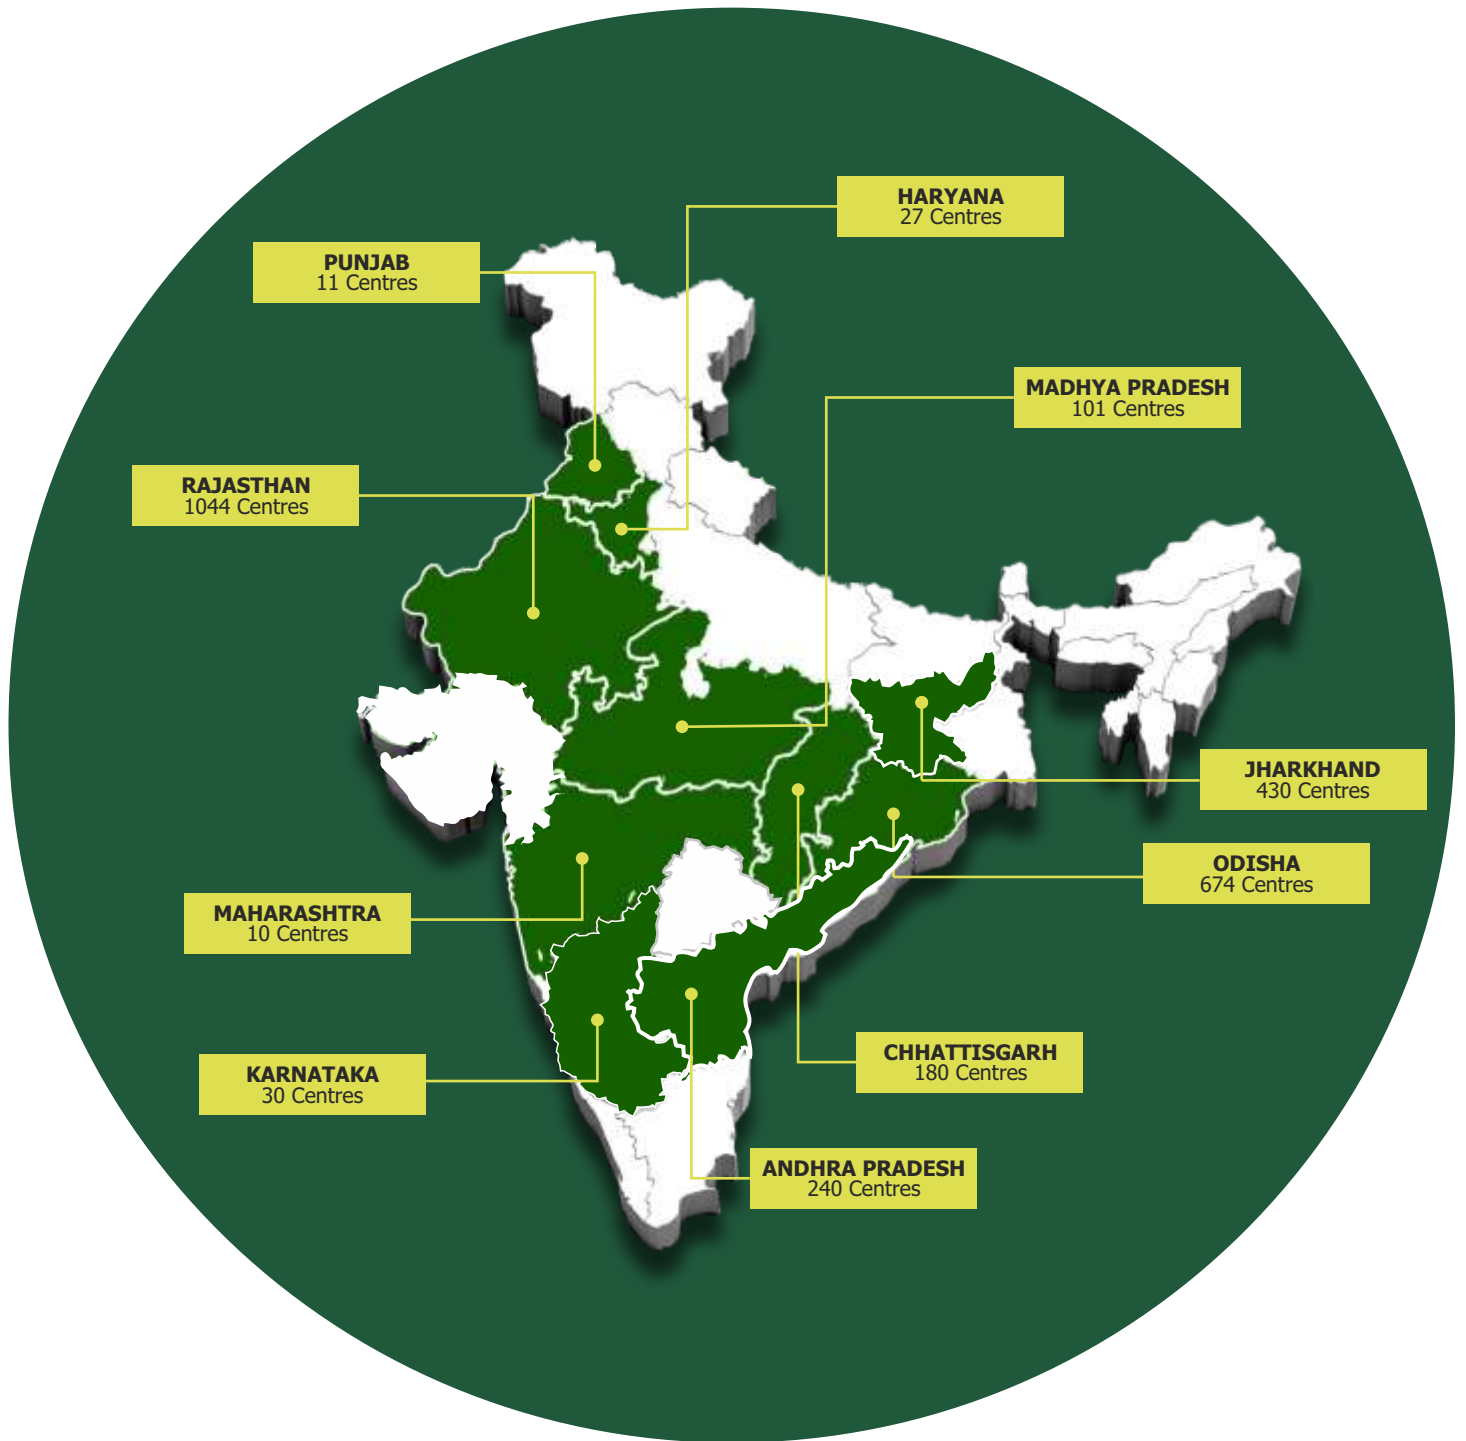 HARYANA
27 Centres
PUNJAB
11 Centres
MADHYA PRADESH
101 Centres
RAJASTHAN
1044 Centres
JHARKHAND
430 Centres
ODISHA
674 Centres
MAHARASHTRA
10 Centres
CHHATTISGARH
180 Centres
KARNATAKA
30 Centres
ANDHRA PRADESH
240 Centres